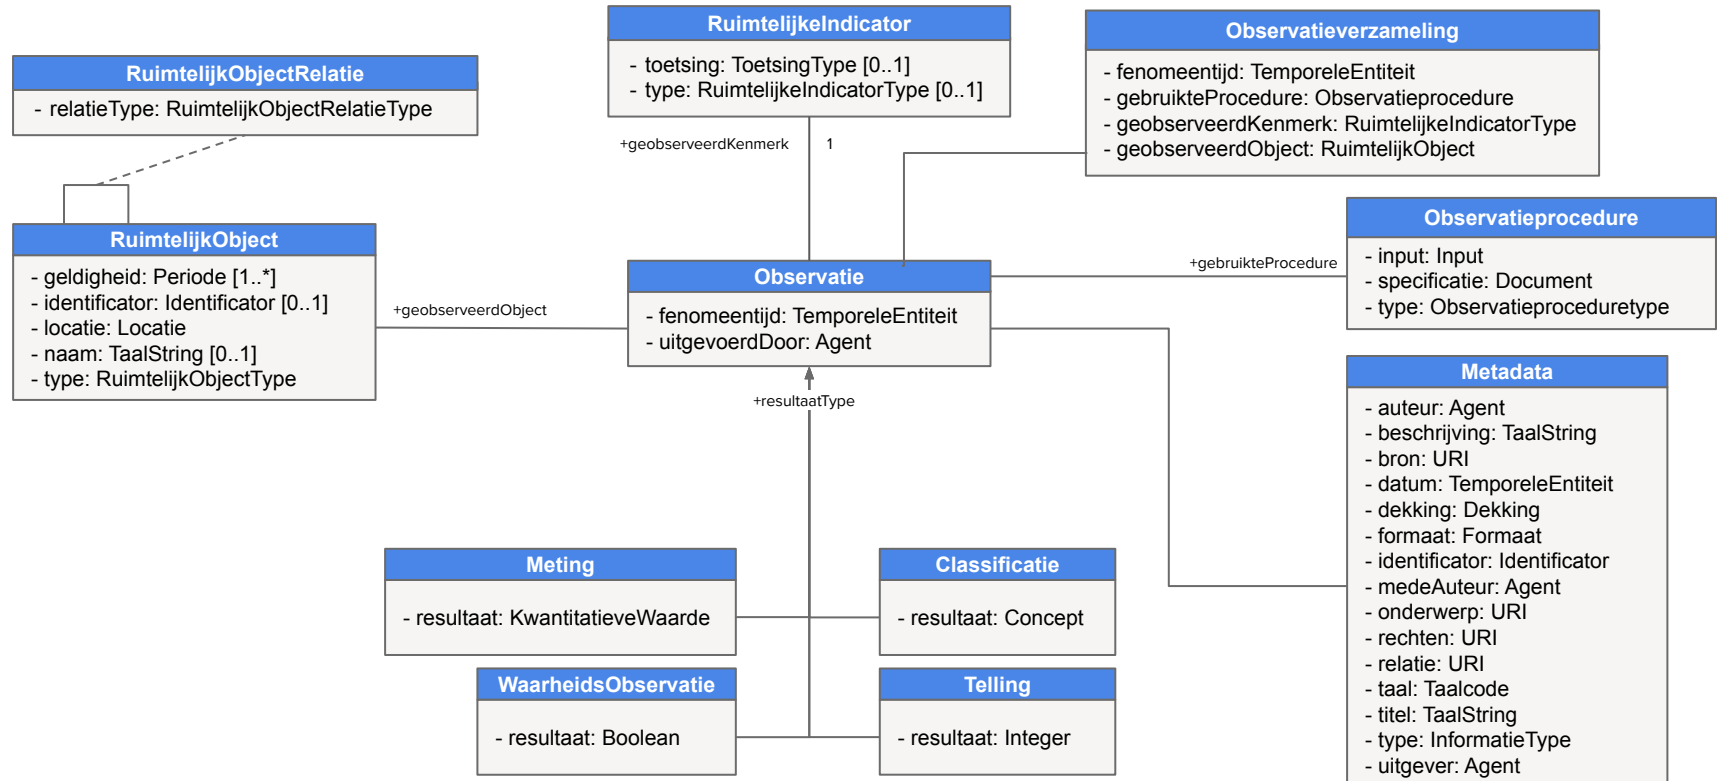 RuimtelijkObjectRelatie
- relatieType: RuimtelijkObjectRelatieType
RuimtelijkeIndicator
- toetsing: ToetsingType [0..1]
- type: RuimtelijkeIndicatorType [0..1]
Observatieverzameling
- fenomeentijd: TemporeleEntiteit
- gebruikteProcedure: Observatieprocedure
- geobserveerdKenmerk: RuimtelijkeIndicatorType
- geobserveerdObject: RuimtelijkObject
+geobserveerdKenmerk
1
RuimtelijkObject
- geldigheid: Periode [1..*]
- identificator: Identificator [0..1]
- locatie: Locatie
- naam: TaalString [0..1]
- type: RuimtelijkObjectType
+geobserveerdObject
Observatie
- fenomeentijd: TemporeleEntiteit
- uitgevoerdDoor: Agent
+gebruikteProcedure
Observatieprocedure
- input: Input
- specificatie: Document
- type: Observatieproceduretype
+resultaatType
Metadata
- auteur: Agent
- beschrijving: TaalString
- bron: URI
- datum: TemporeleEntiteit
- dekking: Dekking
- formaat: Formaat
- identificator: Identificator
- medeAuteur: Agent
- onderwerp: URI
- rechten: URI
- relatie: URI
- taal: Taalcode
- titel: TaalString
- type: InformatieType
- uitgever: Agent
Meting
- resultaat: KwantitatieveWaarde
Classificatie
- resultaat: Concept
WaarheidsObservatie
- resultaat: Boolean
Telling
- resultaat: Integer